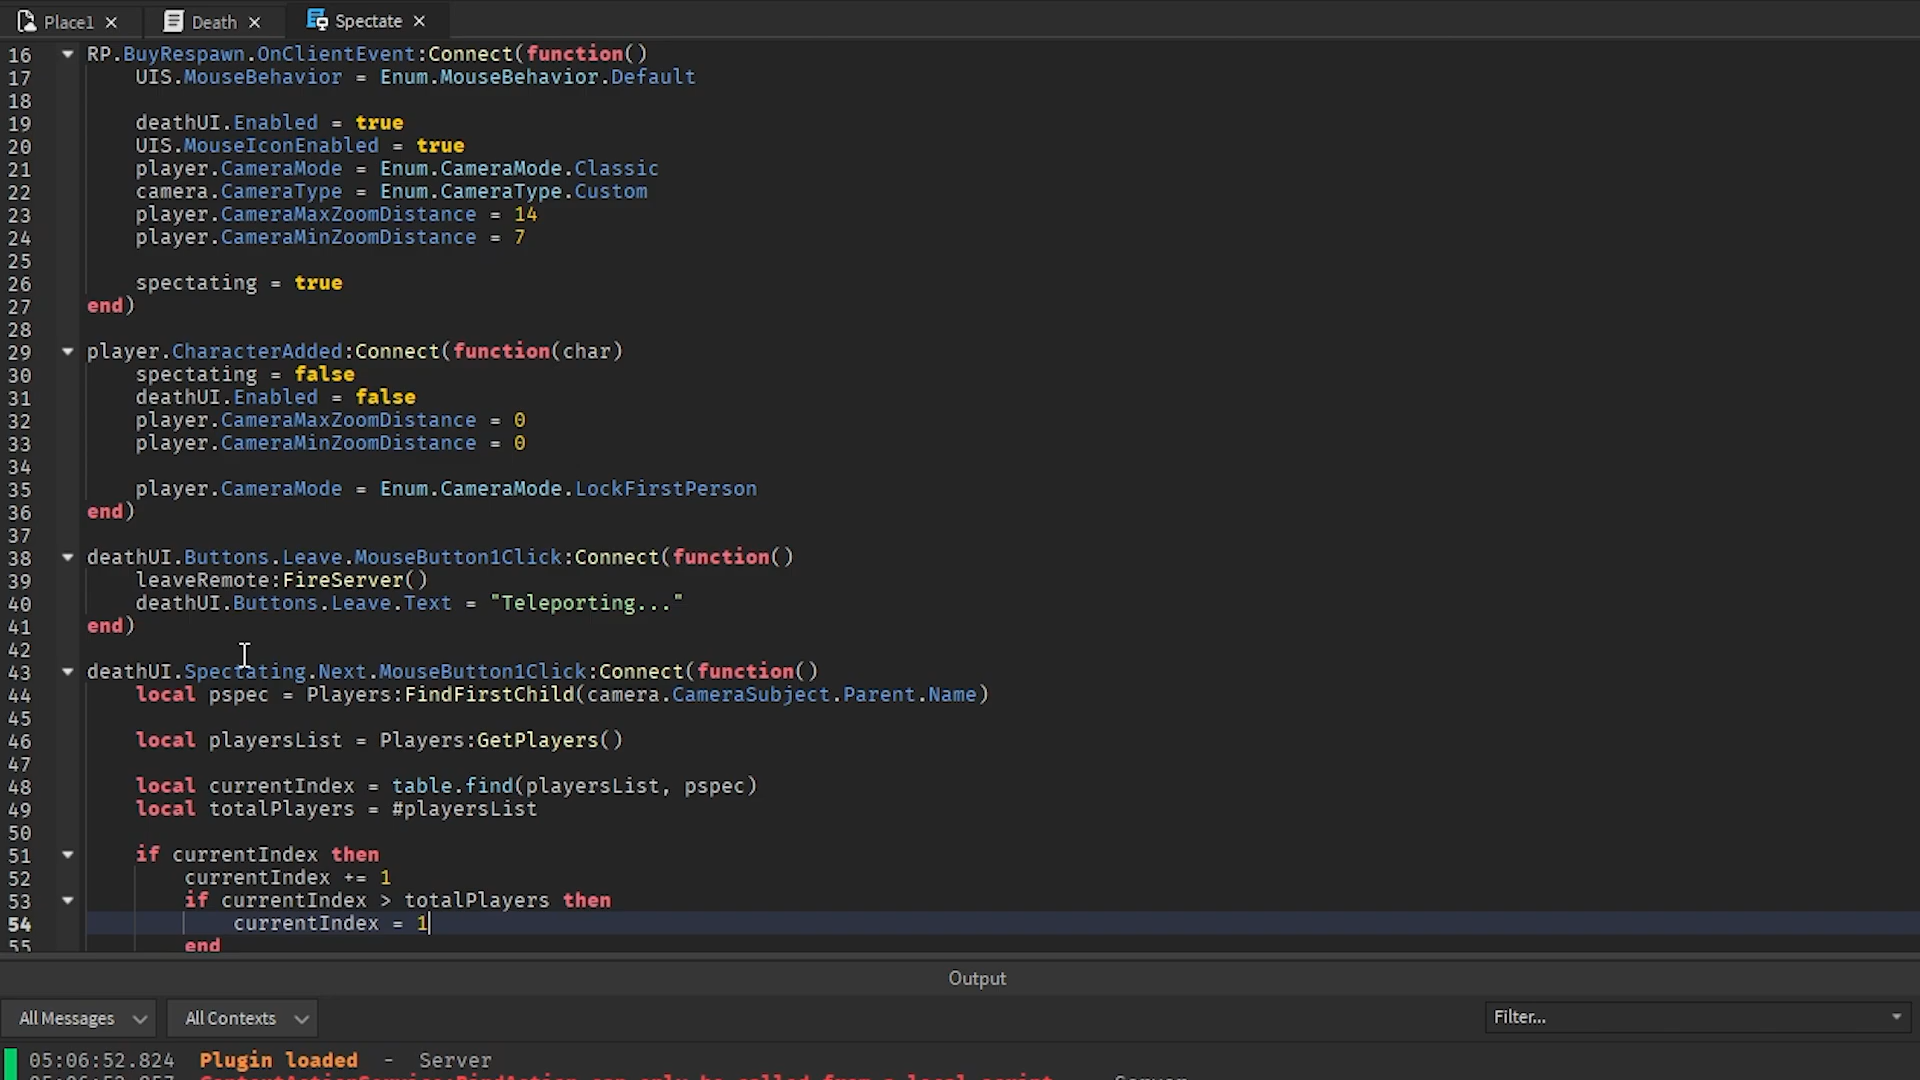 Place1 Death Spectate
16 RP.BuyRespawn.OnClientEvent:Connect(function()
17 UIS.MouseBehavior = Enum.MouseBehavior.Default
18
19 deathUI.Enabled = true
20 UIS.MouseIconEnabled = true
21 player.CameraMode = Enum.CameraMode.Classic
22 camera.CameraType = Enum.CameraType.Custom
23 player.CameraMaxZoomDistance = 14
24 player.CameraMinZoomDistance = 7
25
26 spectating = true
27 end)
28
29 player.CharacterAdded:Connect(function(char)
30 spectating = false
31 deathUI.Enabled = false
32 player.CameraMaxZoomDistance = 0
33 player.CameraMinZoomDistance = 0
34
35 player.CameraMode = Enum.CameraMode.LockFirstPerson
36 end)
37
38 deathUI.Buttons.Leave.MouseButton1Click:Connect(function()
39 leaveRemote:FireServer()
40 deathUI.Buttons.Leave.Text = "Teleporting..."
41 end)
42
43 deathUI.Spectating.Next.MouseButton1Click:Connect(function()
44 local pspec = Players:FindFirstChild(camera.CameraSubject.Parent.Name)
45
46 local playersList = Players:GetPlayers()
47
48 local currentIndex = table.find(playersList, pspec)
49 local totalPlayers = #playersList
50
51 if currentIndex then
52 currentIndex += 1
53 if currentIndex > totalPlayers then
54 currentIndex = 1
55 end
Output
All Messages All Contexts Filter...
05:06:52.824 Plugin loaded - Server